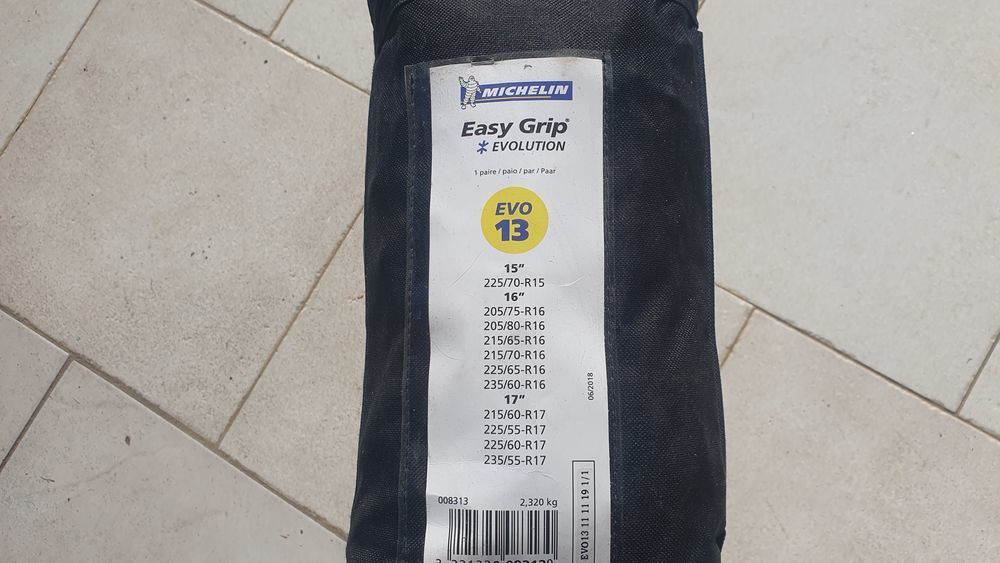 MICHELIN
Easy Grip®
EVOLUTION
1 paire / paio / par / Paar
EVO
13
15"
225/70-R15
16"
205/75-R16
205/80-R16
215/65-R16
215/70-R16
225/65-R16
235/60-R16
17"
215/60-R17
225/55-R17
225/60-R17
235/55-R17
06/2018
008313 2,320 kg
EVO13 11 11 19 1/1